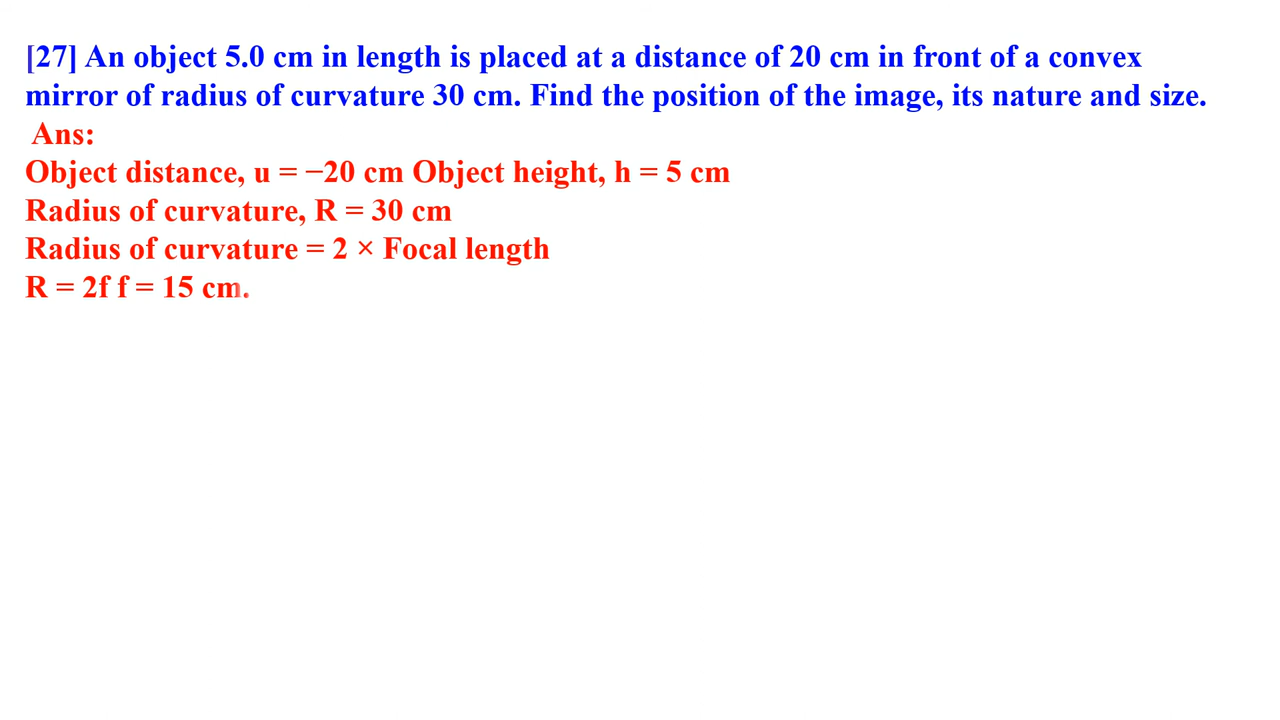 [27] An object 5.0 cm in length is placed at a distance of 20 cm in front of a convex
mirror of radius of curvature 30 cm. Find the position of the image, its nature and size.
Ans:
Object distance, u = −20 cm Object height, h = 5 cm
Radius of curvature, R = 30 cm
Radius of curvature = 2 × Focal length
R = 2f f = 15 cm.